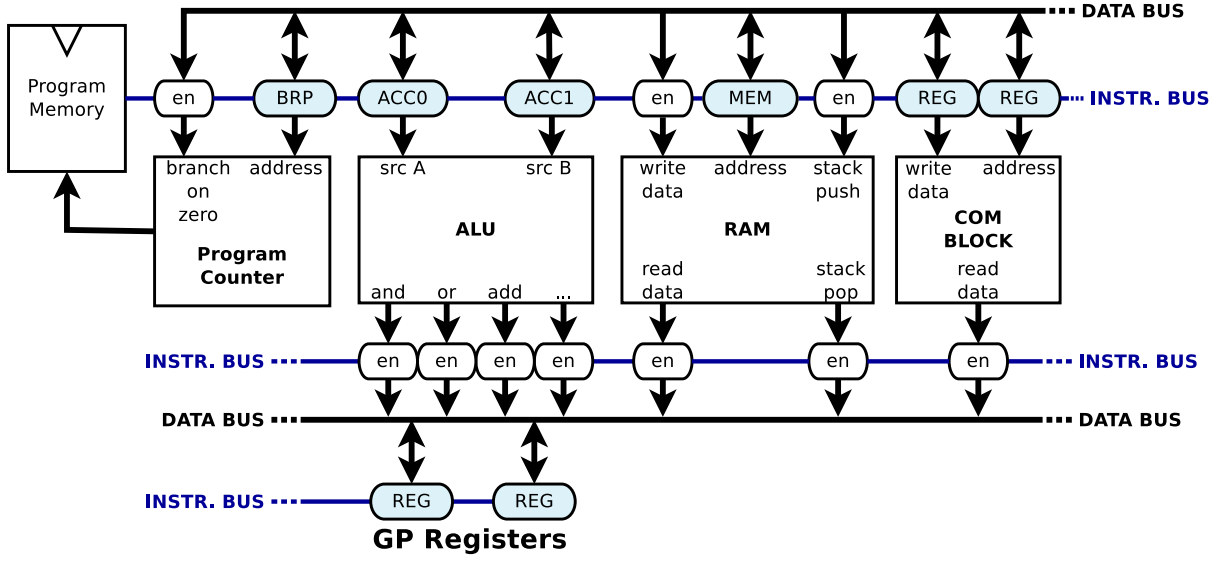 DATA BUS
Program
Memory
en
BRP
ACC0
ACC1
en
MEM
en
REG
REG
INSTR. BUS
branch
on
zero
address
Program
Counter
src A
src B
ALU
and
or
add
...
write
data
address
stack
push
RAM
read
data
stack
pop
write
data
address
COM
BLOCK
read
data
INSTR. BUS
en
en
en
en
en
en
en
INSTR. BUS
DATA BUS
DATA BUS
INSTR. BUS
REG
REG
GP Registers